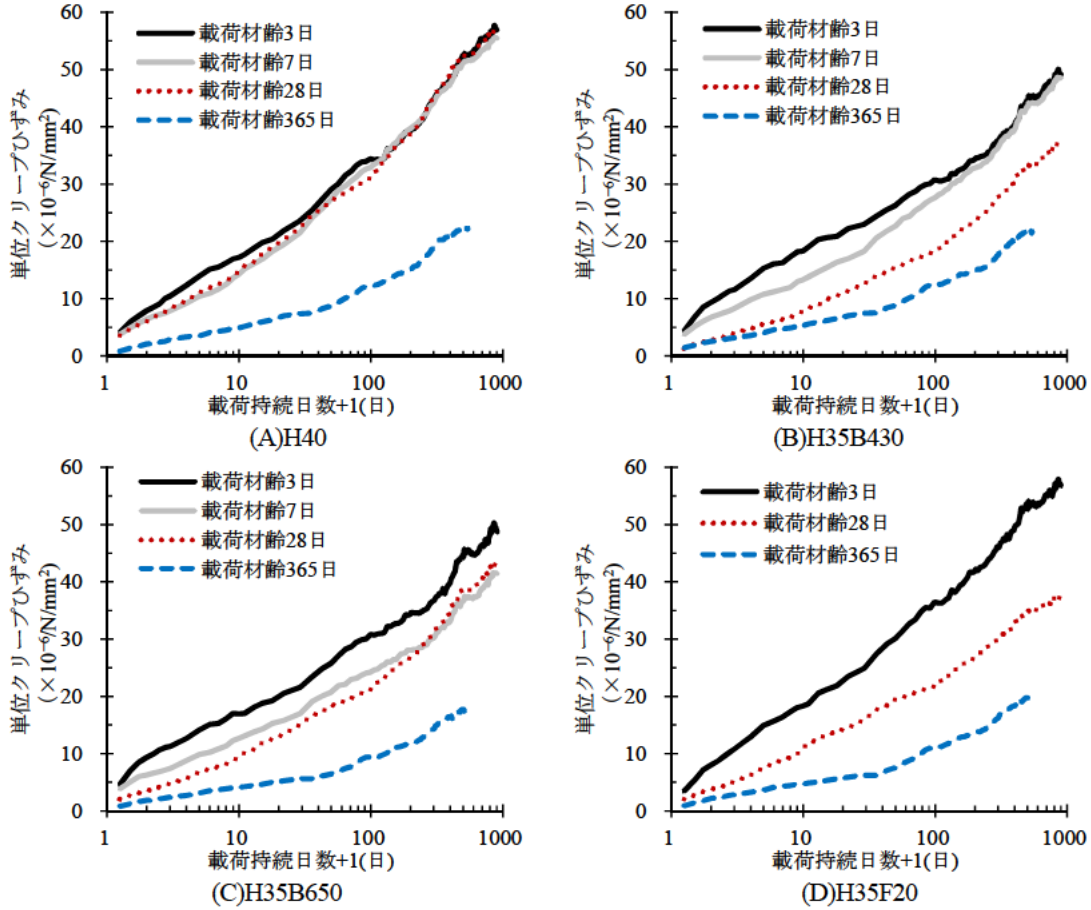 単位クリープひずみ
(×10⁻⁶/N/mm²)
60
50
40
30
20
10
0
載荷材齢3日
載荷材齢7日
載荷材齢28日
載荷材齢365日
1
10
100
1000
載荷持続日数+1(日)
(A)H40
単位クリープひずみ
(×10⁻⁶/N/mm²)
60
50
40
30
20
10
0
載荷材齢3日
載荷材齢7日
載荷材齢28日
載荷材齢365日
1
10
100
1000
載荷持続日数+1(日)
(B)H35B430
単位クリープひずみ
(×10⁻⁶/N/mm²)
60
50
40
30
20
10
0
載荷材齢3日
載荷材齢7日
載荷材齢28日
載荷材齢365日
1
10
100
1000
載荷持続日数+1(日)
(C)H35B650
単位クリープひずみ
(×10⁻⁶/N/mm²)
60
50
40
30
20
10
0
載荷材齢3日
載荷材齢28日
載荷材齢365日
1
10
100
1000
載荷持続日数+1(日)
(D)H35F20